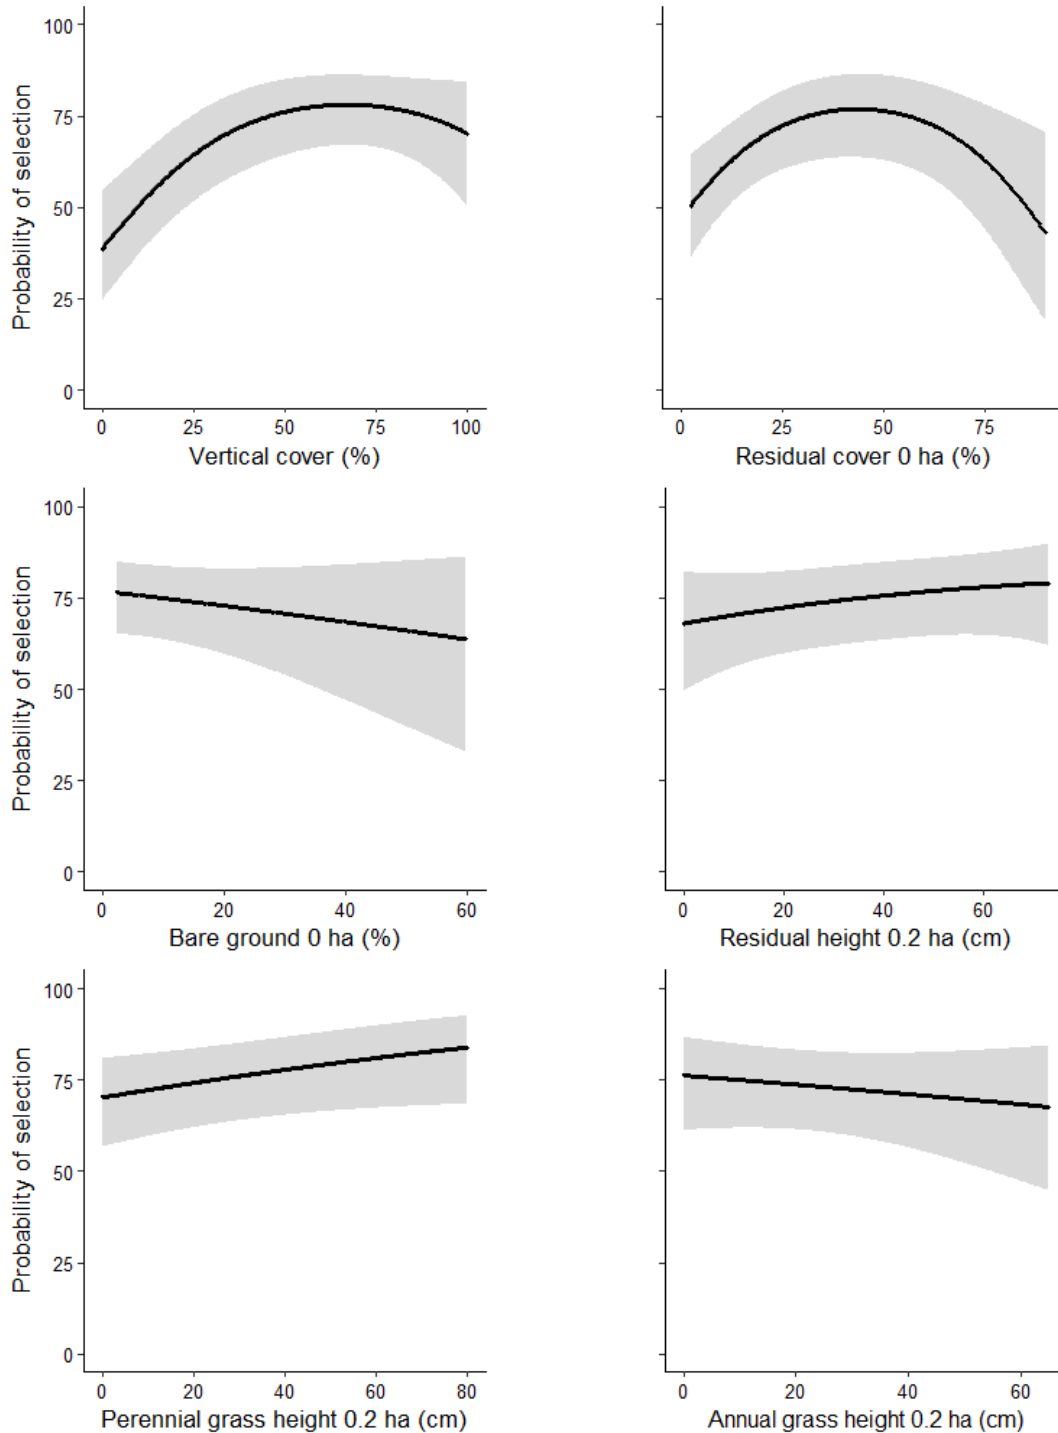 100
75
50
25
0
Probability of selection
0 25 50 75 100
Vertical cover (%)
0 25 50 75
Residual cover 0 ha (%)
100
75
50
25
0
Probability of selection
0 20 40 60
Bare ground 0 ha (%)
0 20 40 60
Residual height 0.2 ha (cm)
100
75
50
25
0
Probability of selection
0 20 40 60 80
Perennial grass height 0.2 ha (cm)
0 20 40 60
Annual grass height 0.2 ha (cm)